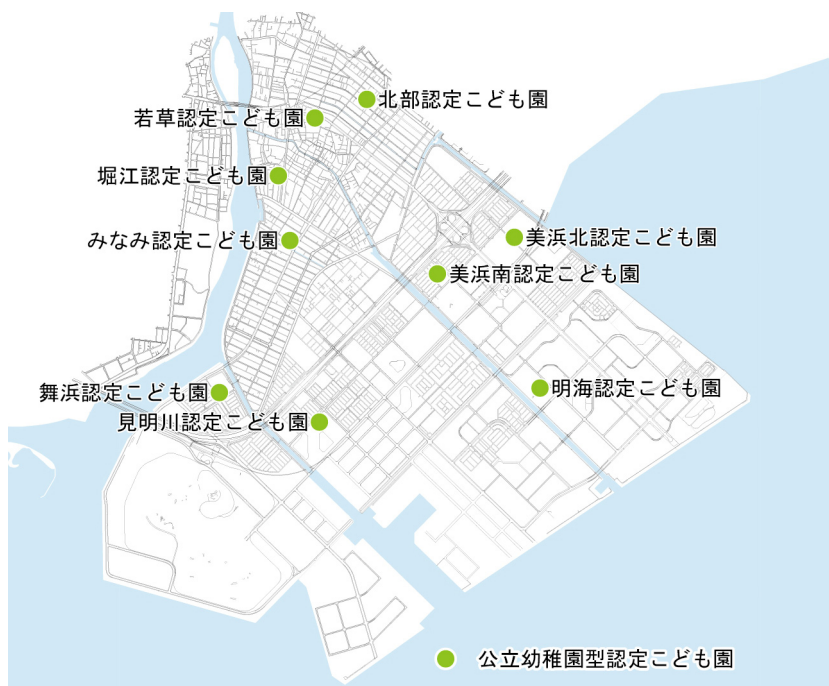 北部認定こども園
若草認定こども園
堀江認定こども園
みなみ認定こども園
美浜北認定こども園
美浜南認定こども園
舞浜認定こども園
明海認定こども園
見明川認定こども園
公立幼稚園型認定こども園